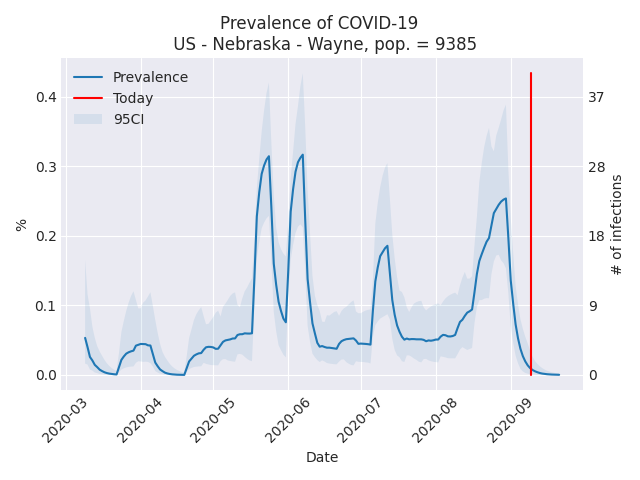 Prevalence of COVID-19
US - Nebraska - Wayne, pop. = 9385
Prevalence
Today
95CI
%
0.4
0.3
0.2
0.1
0.0
37
28
18
9
0
# of infections
2020-03
2020-04
2020-05
2020-06
2020-07
2020-08
2020-09
Date